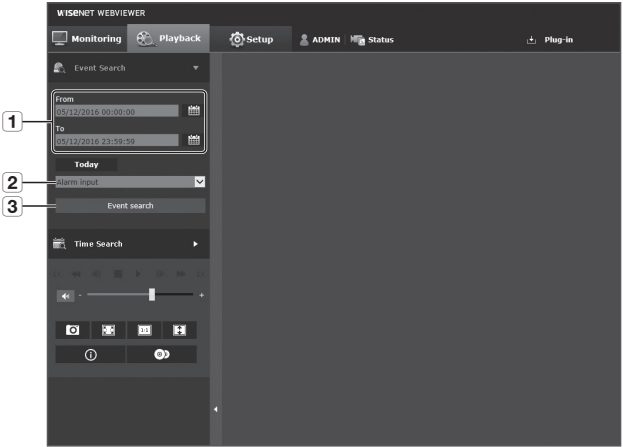 WISENET WEBVIEWER
Monitoring Playback Setup ADMIN Status Plug-in
Event Search
From
05/12/2016 00:00:00
1
To
05/12/2016 23:59:59
Today
2 Alarm input
3 Event search
Time Search
- +
1:1